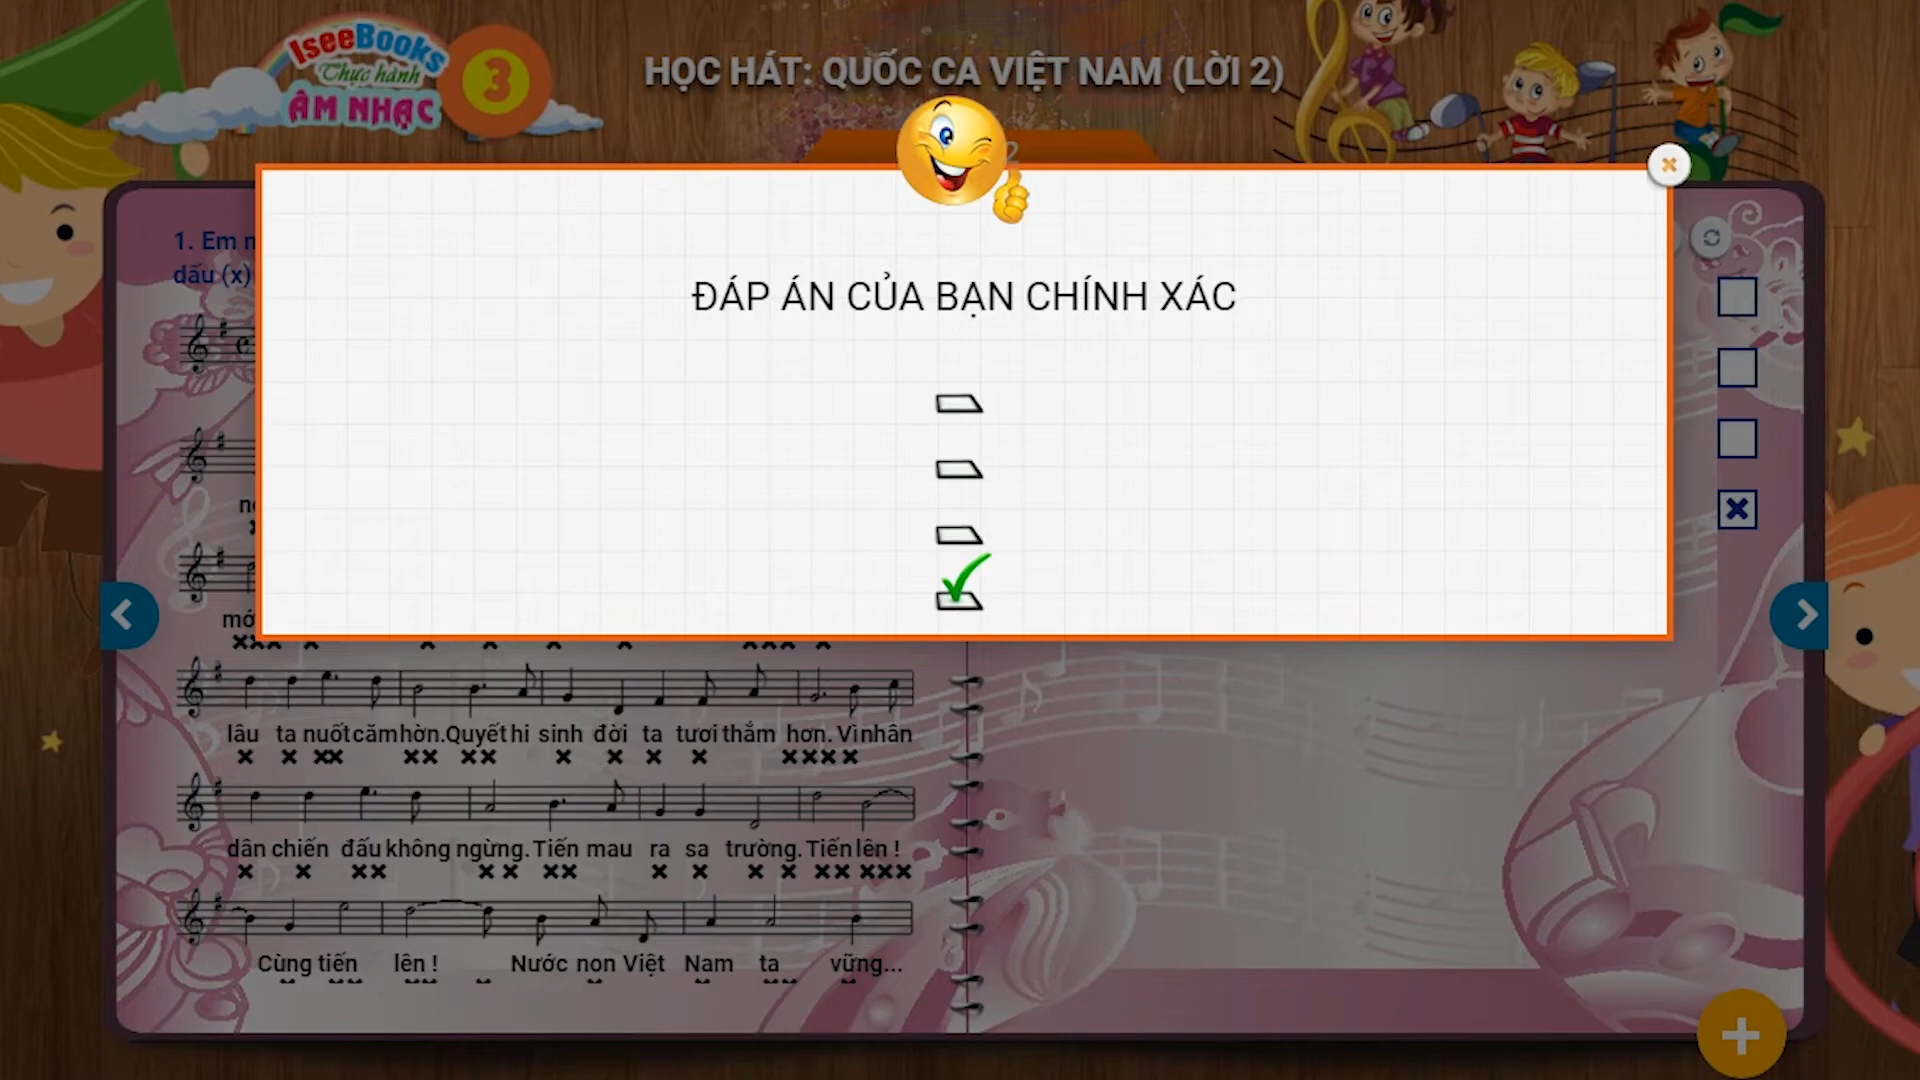 IseeBooks
Thực hành
ÂM NHẠC
3
HỌC HÁT: QUỐC CA VIỆT NAM (LỜI 2)
2
ĐÁP ÁN CỦA BẠN CHÍNH XÁC
1. Em
dấu (x)
lâu ta nuốt căm hờn. Quyết hi sinh đời ta tươi thắm hơn. Vì nhân
dân chiến đấu không ngừng. Tiến mau ra sa trường. Tiến lên !
Cùng tiến lên ! Nước non Việt Nam ta vững...